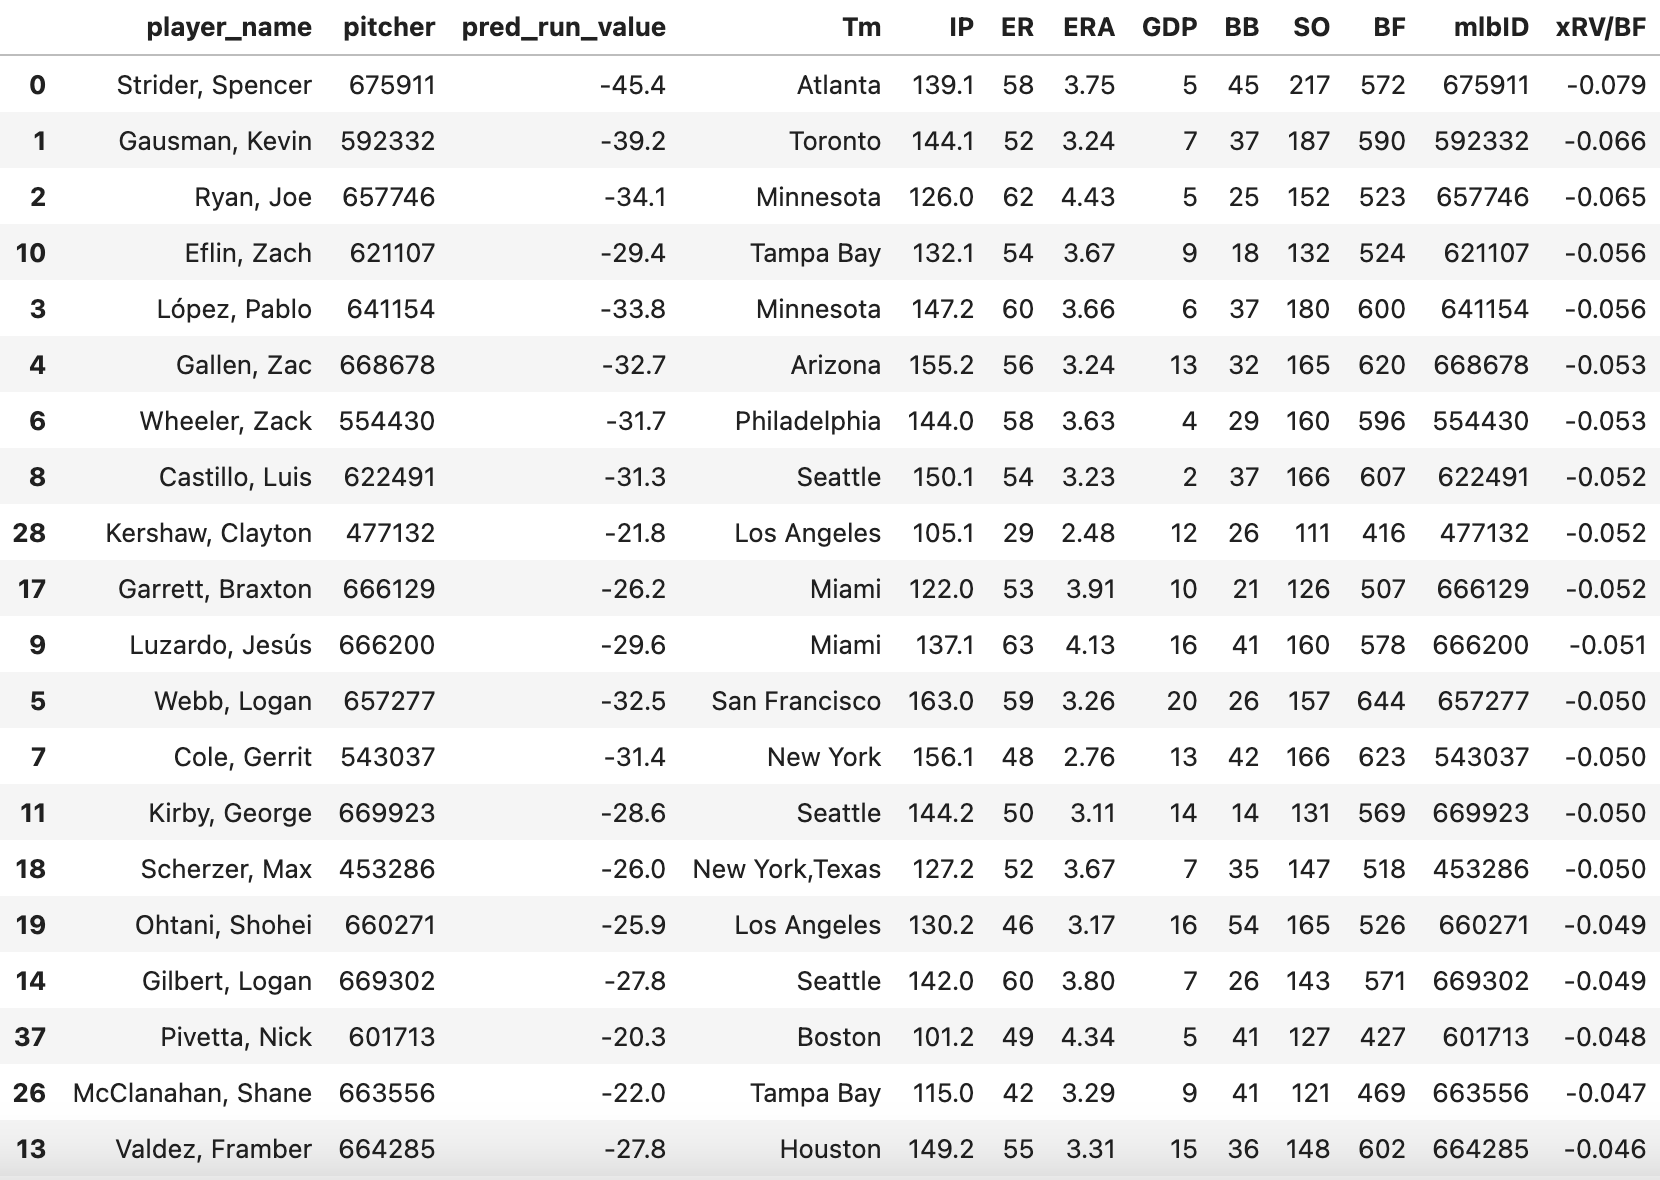 player_name pitcher pred_run_value Tm IP ER ERA GDP BB SO BF mlbID xRV/BF
0 Strider, Spencer 675911 -45.4 Atlanta 139.1 58 3.75 5 45 217 572 675911 -0.079
1 Gausman, Kevin 592332 -39.2 Toronto 144.1 52 3.24 7 37 187 590 592332 -0.066
2 Ryan, Joe 657746 -34.1 Minnesota 126.0 62 4.43 5 25 152 523 657746 -0.065
10 Eflin, Zach 621107 -29.4 Tampa Bay 132.1 54 3.67 9 18 132 524 621107 -0.056
3 López, Pablo 641154 -33.8 Minnesota 147.2 60 3.66 6 37 180 600 641154 -0.056
4 Gallen, Zac 668678 -32.7 Arizona 155.2 56 3.24 13 32 165 620 668678 -0.053
6 Wheeler, Zack 554430 -31.7 Philadelphia 144.0 58 3.63 4 29 160 596 554430 -0.053
8 Castillo, Luis 622491 -31.3 Seattle 150.1 54 3.23 2 37 166 607 622491 -0.052
28 Kershaw, Clayton 477132 -21.8 Los Angeles 105.1 29 2.48 12 26 111 416 477132 -0.052
17 Garrett, Braxton 666129 -26.2 Miami 122.0 53 3.91 10 21 126 507 666129 -0.052
9 Luzardo, Jesús 666200 -29.6 Miami 137.1 63 4.13 16 41 160 578 666200 -0.051
5 Webb, Logan 657277 -32.5 San Francisco 163.0 59 3.26 20 26 157 644 657277 -0.050
7 Cole, Gerrit 543037 -31.4 New York 156.1 48 2.76 13 42 166 623 543037 -0.050
11 Kirby, George 669923 -28.6 Seattle 144.2 50 3.11 14 14 131 569 669923 -0.050
18 Scherzer, Max 453286 -26.0 New York,Texas 127.2 52 3.67 7 35 147 518 453286 -0.050
19 Ohtani, Shohei 660271 -25.9 Los Angeles 130.2 46 3.17 16 54 165 526 660271 -0.049
14 Gilbert, Logan 669302 -27.8 Seattle 142.0 60 3.80 7 26 143 571 669302 -0.049
37 Pivetta, Nick 601713 -20.3 Boston 101.2 49 4.34 5 41 127 427 601713 -0.048
26 McClanahan, Shane 663556 -22.0 Tampa Bay 115.0 42 3.29 9 41 121 469 663556 -0.047
13 Valdez, Framber 664285 -27.8 Houston 149.2 55 3.31 15 36 148 602 664285 -0.046